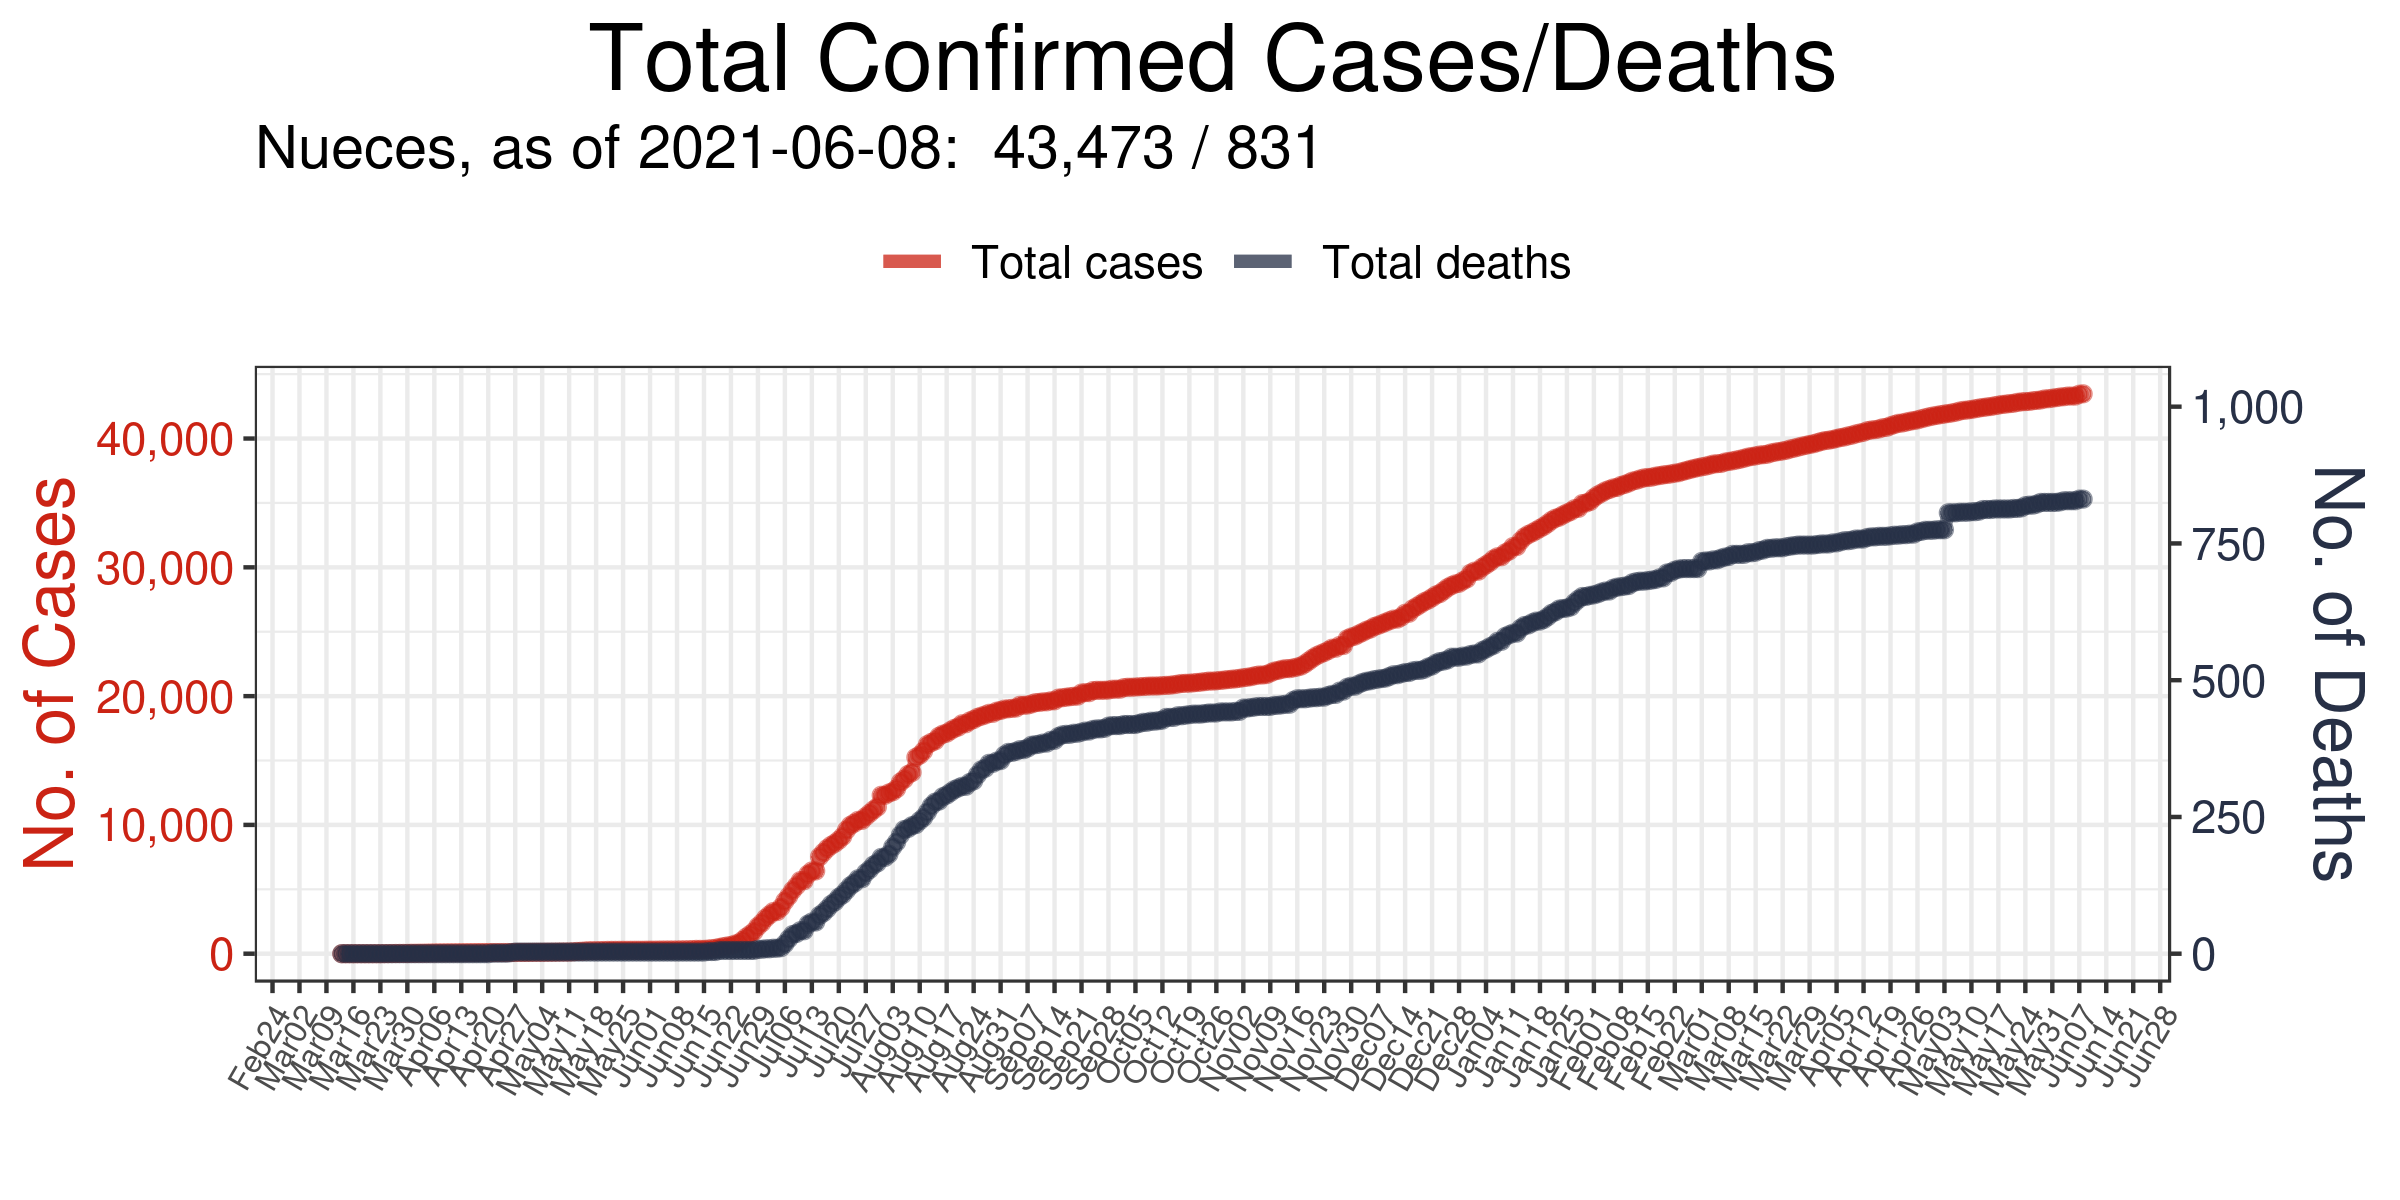 Total Confirmed Cases/Deaths
Nueces, as of 2021-06-08:  43,473 / 831
Total cases
Total deaths
No. of Cases
40,000
30,000
20,000
10,000
0
1,000
750
500
250
0
No. of Deaths
Feb24
Mar02
Mar09
Mar16
Mar23
Mar30
Apr06
Apr13
Apr20
Apr27
May04
May11
May18
May25
Jun01
Jun08
Jun15
Jun22
Jun29
Jul06
Jul13
Jul20
Jul27
Aug03
Aug10
Aug17
Aug24
Aug31
Sep07
Sep14
Sep21
Sep28
Oct05
Oct12
Oct19
Oct26
Nov02
Nov09
Nov16
Nov23
Nov30
Dec07
Dec14
Dec21
Dec28
Jan04
Jan11
Jan18
Jan25
Feb01
Feb08
Feb15
Feb22
Mar01
Mar08
Mar15
Mar22
Mar29
Apr05
Apr12
Apr19
Apr26
May03
May10
May17
May24
May31
Jun07
Jun14
Jun21
Jun28